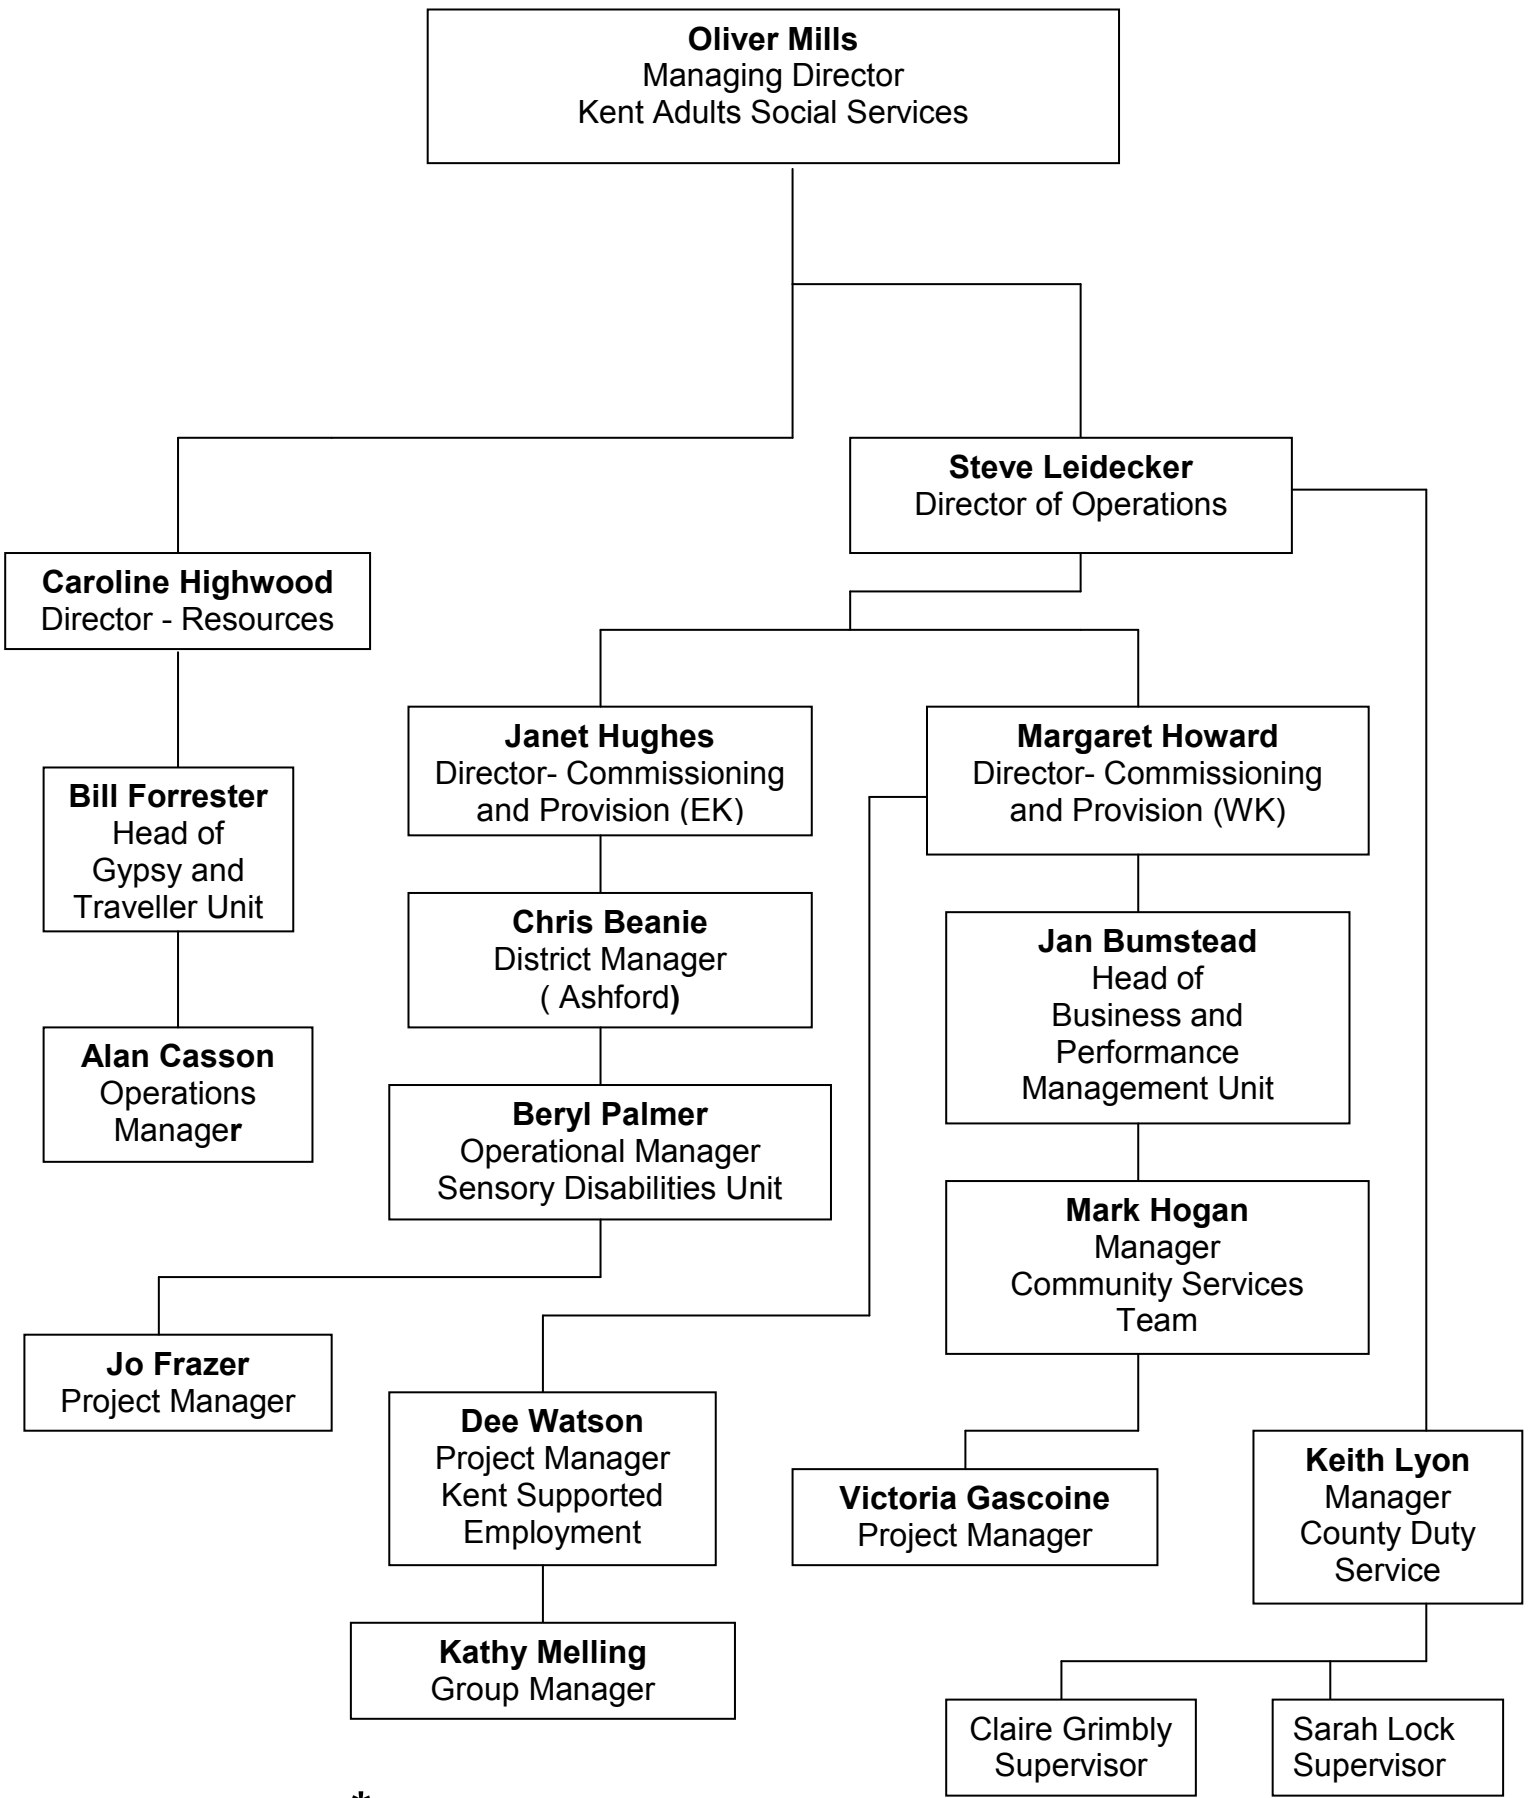 Oliver Mills
Managing Director
Kent Adults Social Services
Steve Leidecker
Director of Operations
Caroline Highwood
Director - Resources
Janet Hughes
Director- Commissioning
and Provision (EK)
Margaret Howard
Director- Commissioning
and Provision (WK)
Bill Forrester
Head of
Gypsy and
Traveller Unit
Chris Beanie
District Manager
( Ashford)
Jan Bumstead
Head of
Business and
Performance
Management Unit
Alan Casson
Operations
Manager
Beryl Palmer
Operational Manager
Sensory Disabilities Unit
Mark Hogan
Manager
Community Services
Team
Jo Frazer
Project Manager
Dee Watson
Project Manager
Kent Supported
Employment
Victoria Gascoine
Project Manager
Keith Lyon
Manager
County Duty
Service
Kathy Melling
Group Manager
Claire Grimbly
Supervisor
Sarah Lock
Supervisor
*